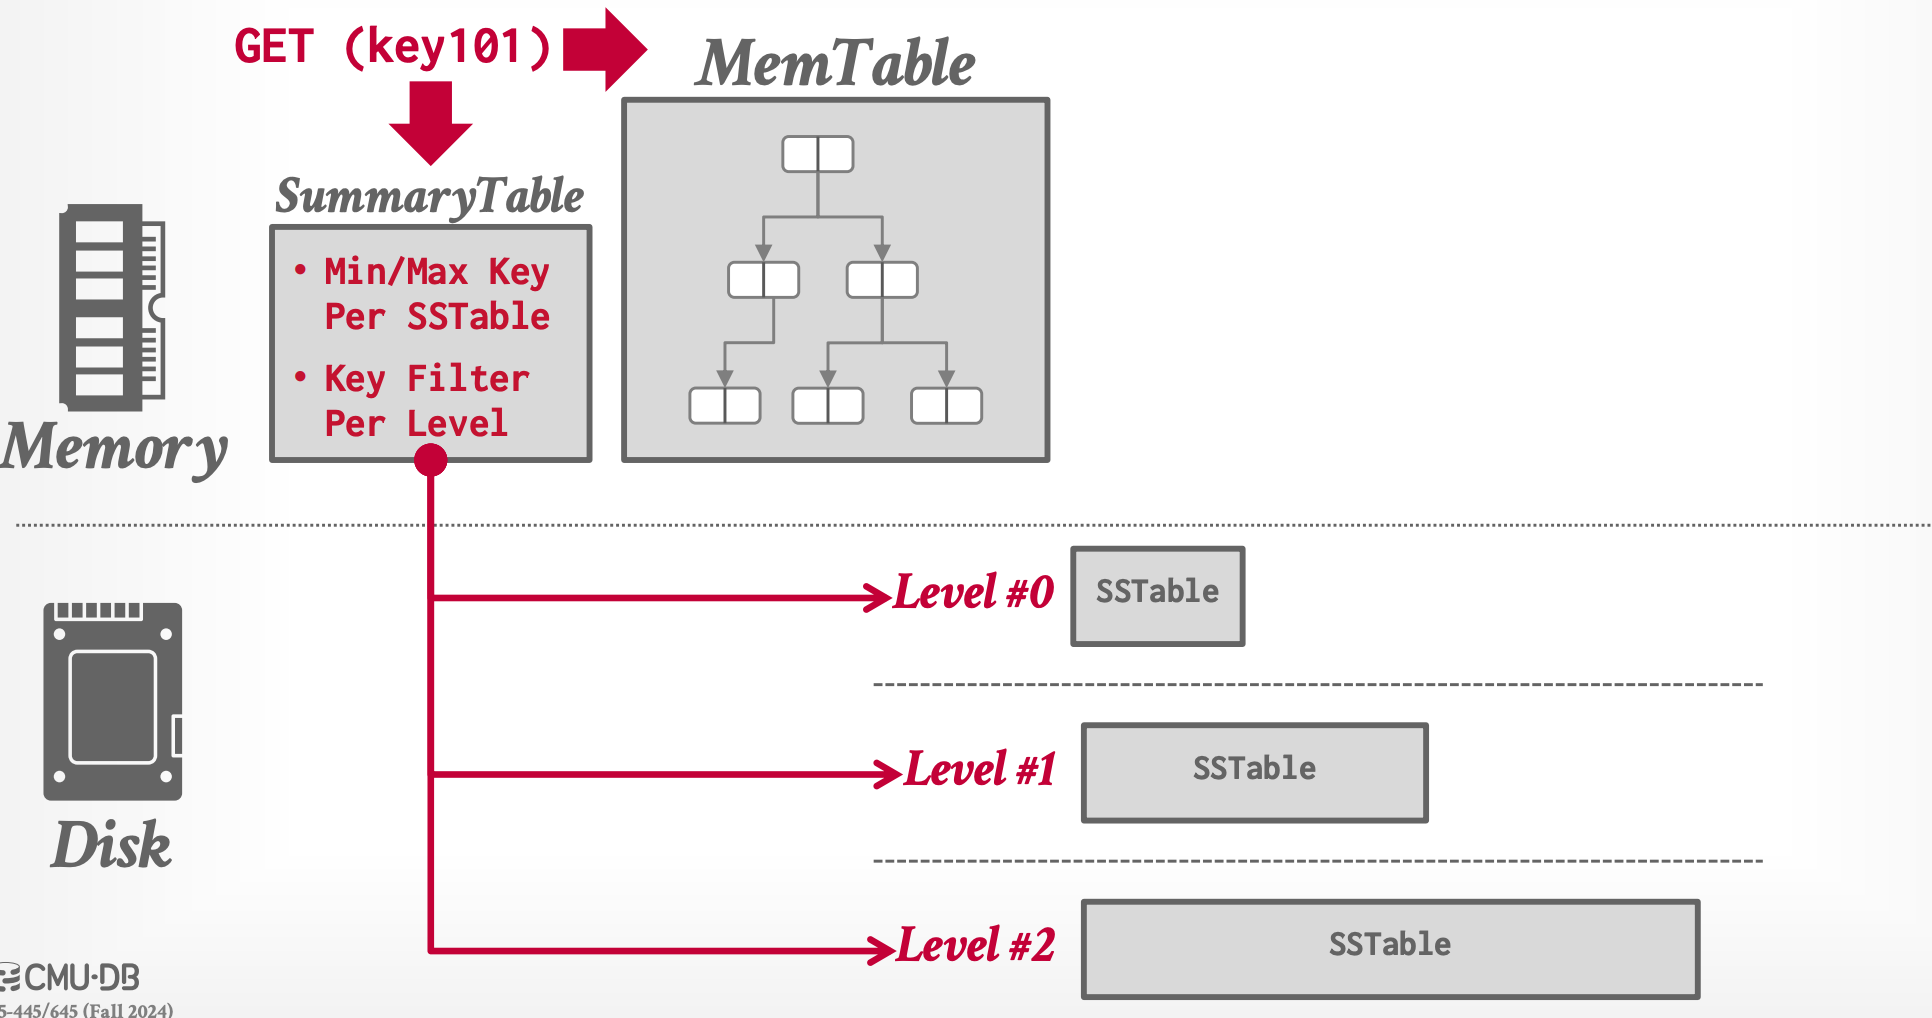 GET (key101)
MemTable
SummaryTable
• Min/Max Key
Per SSTable
• Key Filter
Per Level
Memory
Level #0
SSTable
Level #1
SSTable
Disk
Level #2
SSTable
CMU·DB
5-445/645 (Fall 2024)